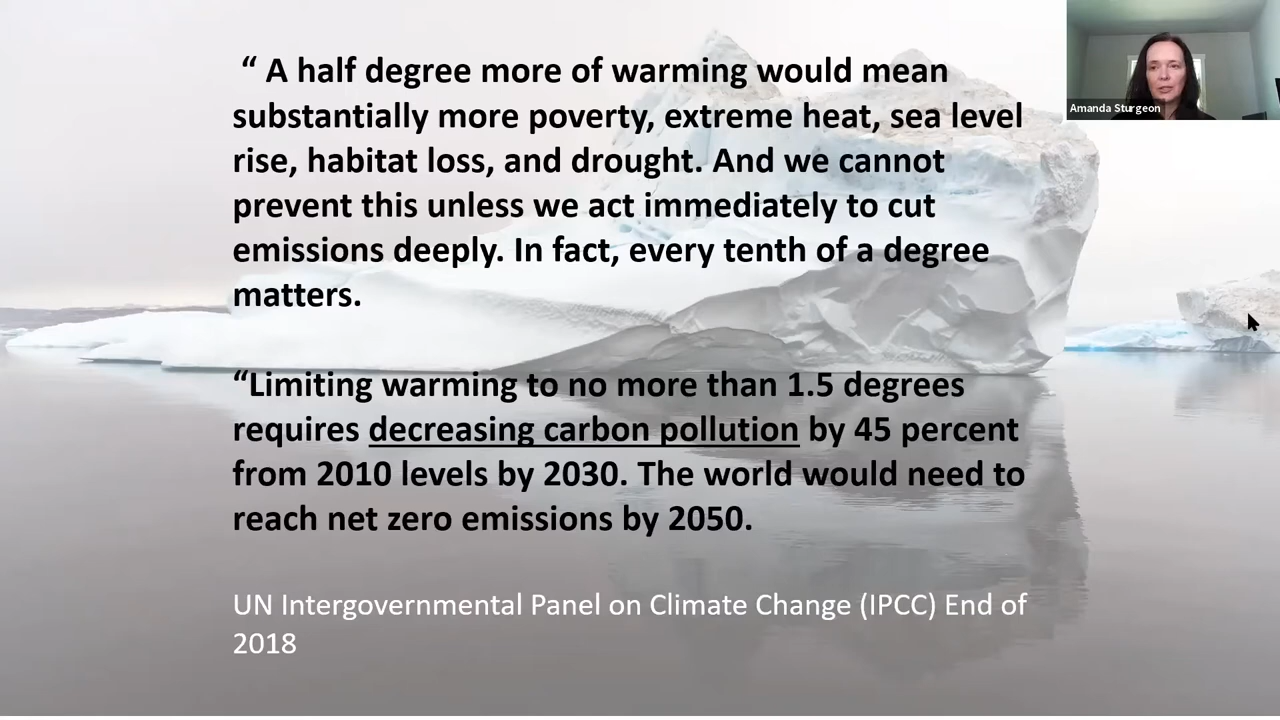 “ A half degree more of warming would mean
substantially more poverty, extreme heat, sea level
rise, habitat loss, and drought. And we cannot
prevent this unless we act immediately to cut
emissions deeply. In fact, every tenth of a degree
matters.
“Limiting warming to no more than 1.5 degrees
requires decreasing carbon pollution by 45 percent
from 2010 levels by 2030. The world would need to
reach net zero emissions by 2050.
UN Intergovernmental Panel on Climate Change (IPCC) End of
2018
Amanda Sturgeon